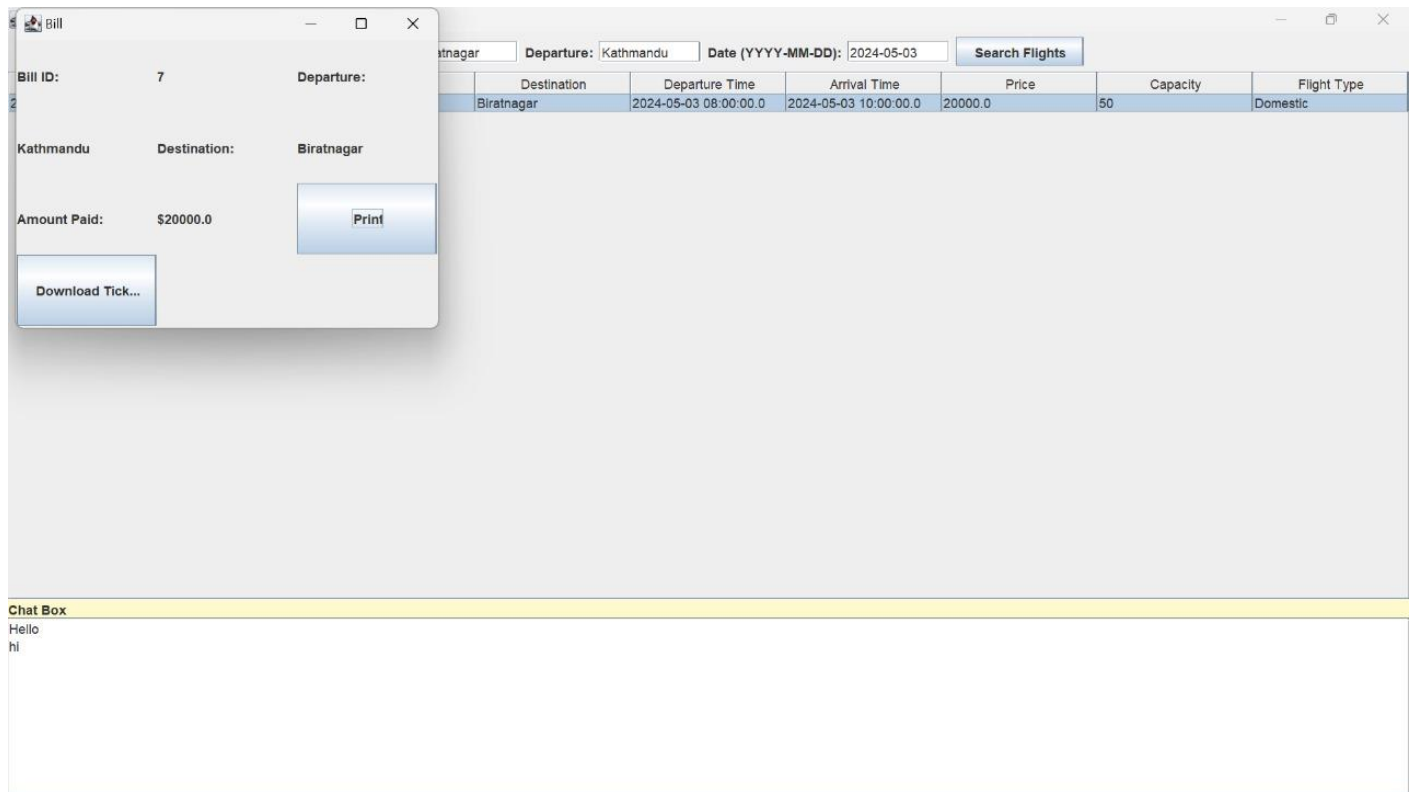 Bill
Bill ID: 7 Departure:
Kathmandu Destination: Biratnagar
Amount Paid: $20000.0 Print
Download Tick...
Departure: Kathmandu Date (YYYY-MM-DD): 2024-05-03 Search Flights
Destination Departure Time Arrival Time Price Capacity Flight Type
Biratnagar 2024-05-03 08:00:00.0 2024-05-03 10:00:00.0 20000.0 50 Domestic
Chat Box
Hello
hi